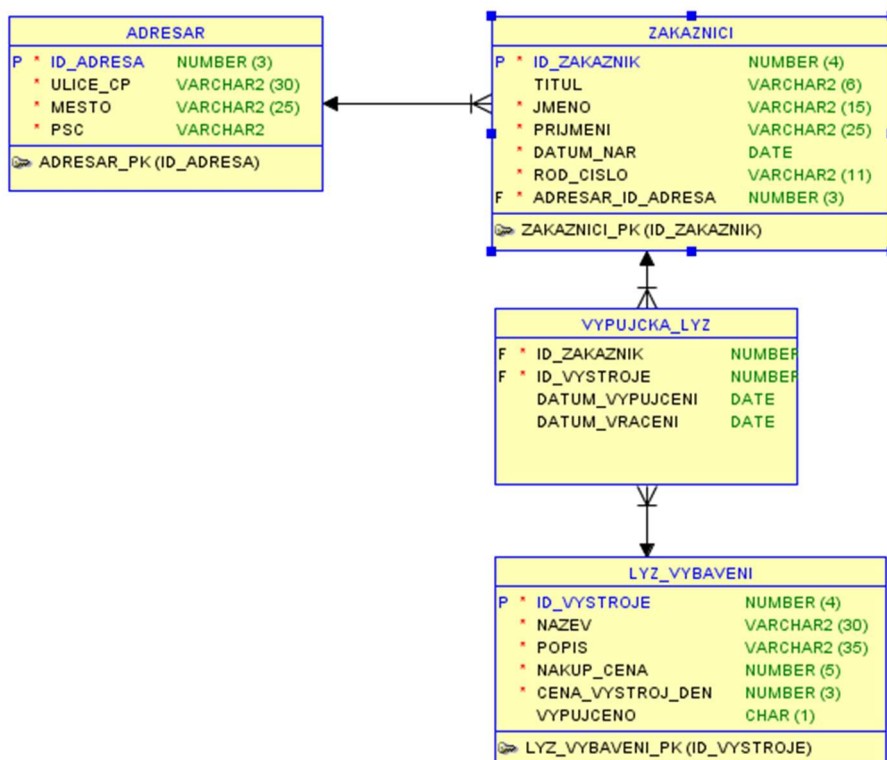 ADRESAR
P * ID_ADRESA NUMBER (3)
* ULICE_CP VARCHAR2 (30)
* MESTO VARCHAR2 (25)
* PSC VARCHAR2
ADRESAR_PK (ID_ADRESA)
ZAKAZNICI
P * ID_ZAKAZNIK NUMBER (4)
TITUL VARCHAR2 (6)
* JMENO VARCHAR2 (15)
* PRIJMENI VARCHAR2 (25)
* DATUM_NAR DATE
* ROD_CISLO VARCHAR2 (11)
F * ADRESAR_ID_ADRESA NUMBER (3)
ZAKAZNICI_PK (ID_ZAKAZNIK)
VYPUJCKA_LYZ
F * ID_ZAKAZNIK NUMBER
F * ID_VYSTROJE NUMBER
DATUM_VYPUJCENI DATE
DATUM_VRACENI DATE
LYZ_VYBAVENI
P * ID_VYSTROJE NUMBER (4)
* NAZEV VARCHAR2 (30)
* POPIS VARCHAR2 (35)
* NAKUP_CENA NUMBER (5)
* CENA_VYSTROJ_DEN NUMBER (3)
VYPUJCENO CHAR (1)
LYZ_VYBAVENI_PK (ID_VYSTROJE)